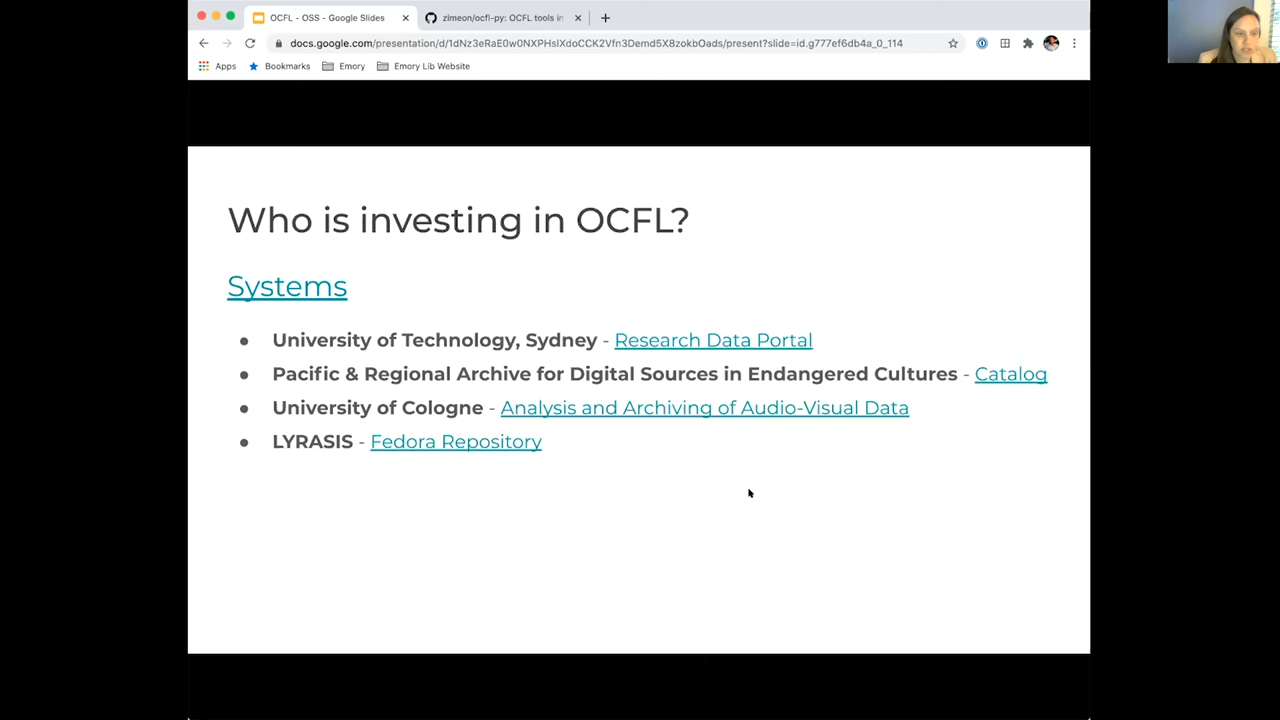 OCFL - OSS - Google Slides
zimeon/ocfl-py: OCFL tools in
docs.google.com/presentation/d/1dNz3eRaE0w0NXPHsIXdoCCK2Vfn3Demd5X8zokbOads/present?slide=id.g777ef6db4a_0_114
Apps Bookmarks Emory Emory Lib Website
Who is investing in OCFL?
Systems
● University of Technology, Sydney - Research Data Portal
● Pacific & Regional Archive for Digital Sources in Endangered Cultures - Catalog
● University of Cologne - Analysis and Archiving of Audio-Visual Data
● LYRASIS - Fedora Repository